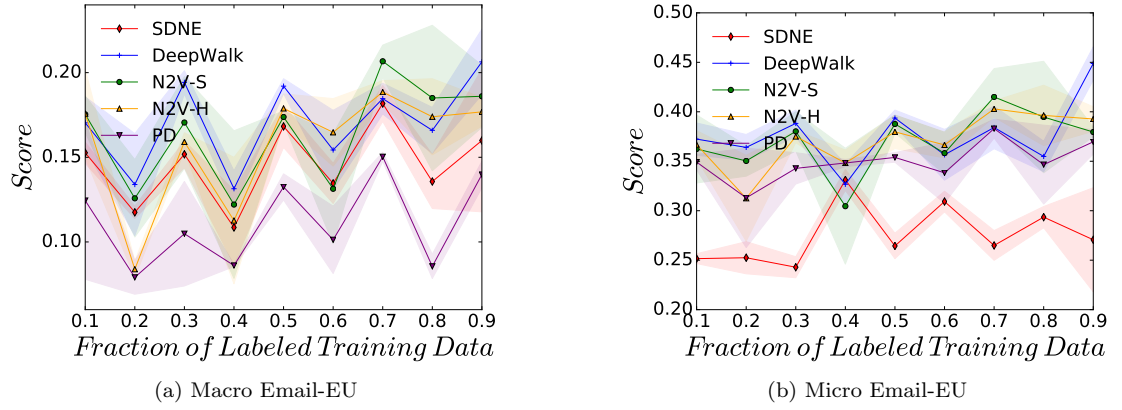 SDNE
DeepWalk
N2V-S
N2V-H
PD
0.20
0.15
0.10
Score
0.1 0.2 0.3 0.4 0.5 0.6 0.7 0.8 0.9
Fraction of Labeled Training Data
(a) Macro Email-EU
SDNE
DeepWalk
N2V-S
N2V-H
PD
0.50
0.45
0.40
0.35
0.30
0.25
0.20
Score
0.1 0.2 0.3 0.4 0.5 0.6 0.7 0.8 0.9
Fraction of Labeled Training Data
(b) Micro Email-EU